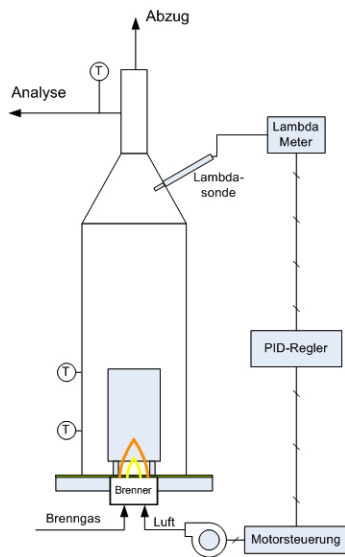 Abzug
T
Analyse
Lambda
Meter
Lambda-
sonde
PID-Regler
T
T
Brenner
Brenngas
Luft
Motorsteuerung